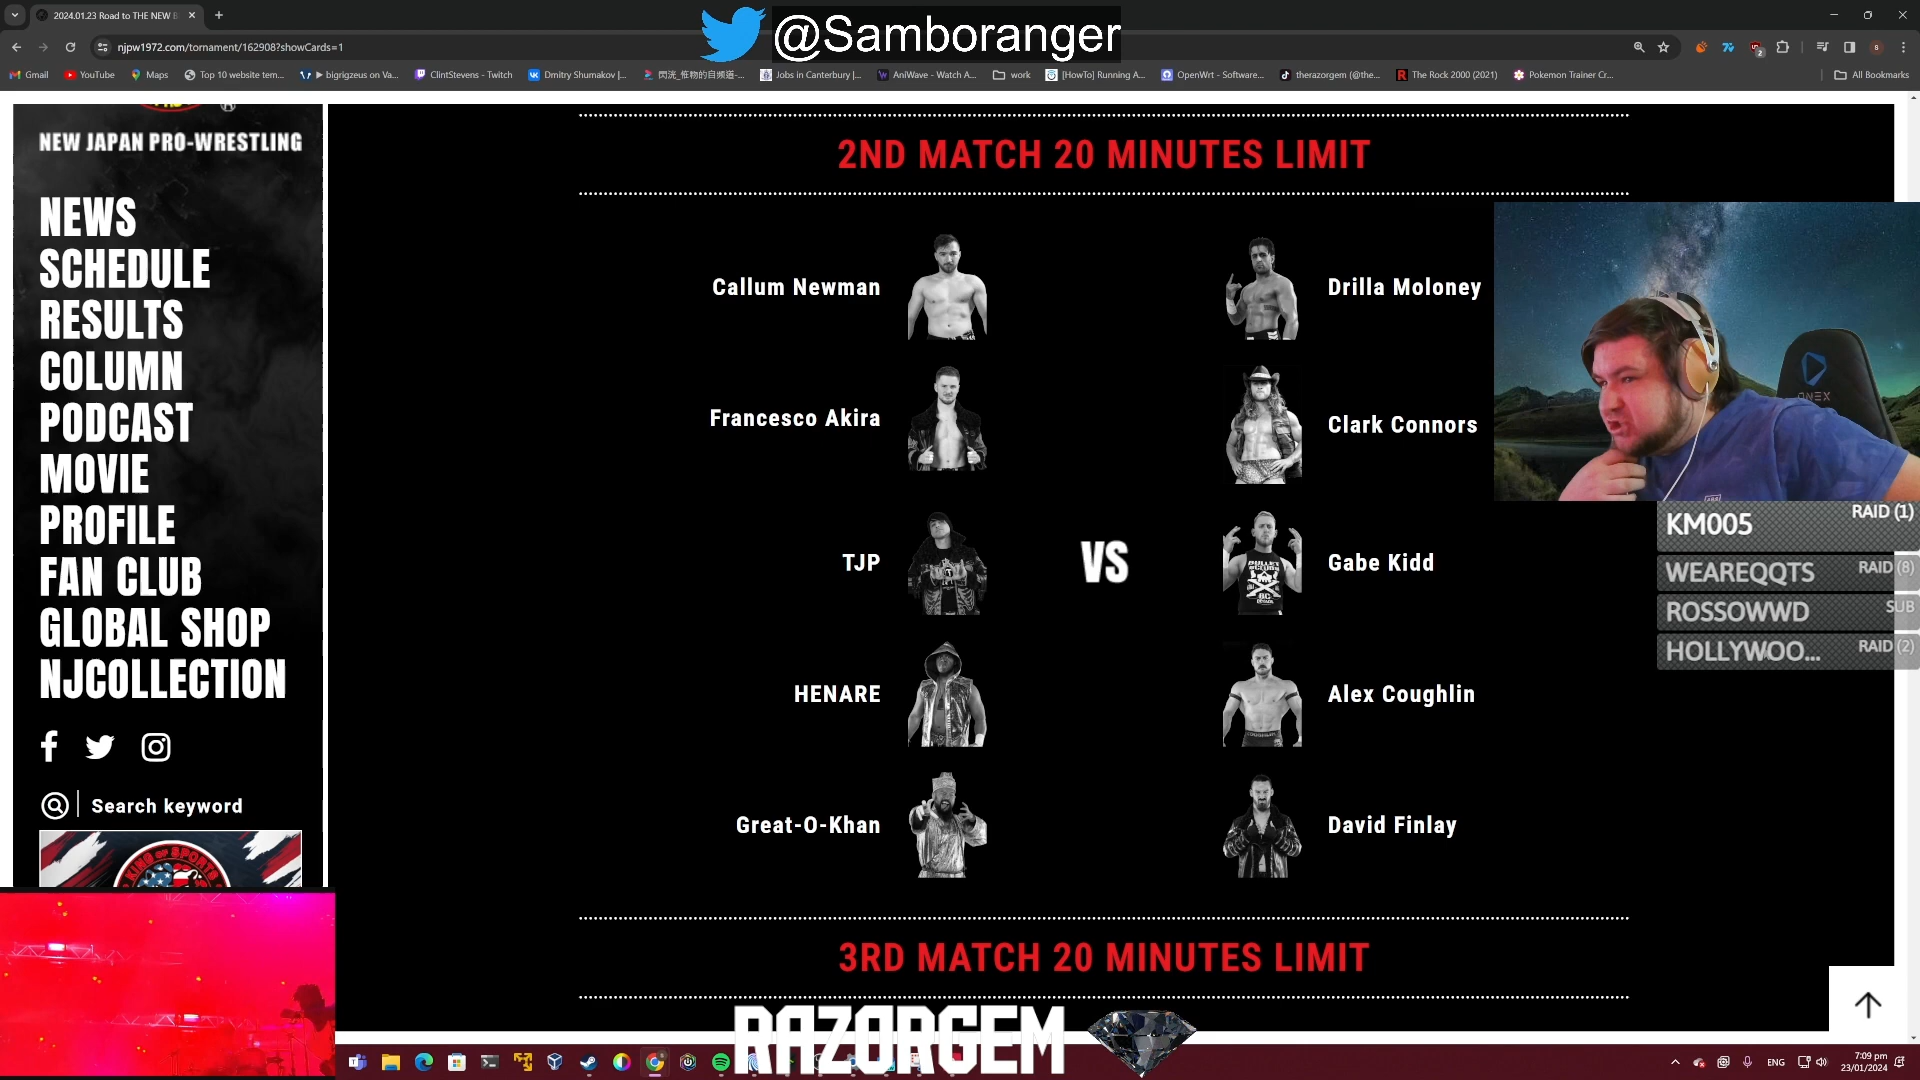 2024.01.23 Road to THE NEW B
@Samboranger
njpw1972.com/tornament/162908?showCards=1
Gmail
YouTube
Maps
Top 10 website tem...
bigrigzeus on Va...
ClintStevens - Twitch
Dmitry Shumakov |...
Jobs in Canterbury |...
AniWave - Watch A...
work
[HowTo] Running A...
OpenWrt - Software...
therazorgem (@the...
The Rock 2000 (2021)
Pokemon Trainer Cr...
All Bookmarks
NEW JAPAN PRO-WRESTLING
NEWS
SCHEDULE
RESULTS
COLUMN
PODCAST
MOVIE
PROFILE
FAN CLUB
GLOBAL SHOP
NJCOLLECTION
Search keyword
KING OF SPORTS
2ND MATCH 20 MINUTES LIMIT
Callum Newman
Drilla Moloney
Francesco Akira
Clark Connors
TJP
VS
Gabe Kidd
HENARE
Alex Coughlin
Great-O-Khan
David Finlay
3RD MATCH 20 MINUTES LIMIT
ONEX
KM005 RAID (1)
WEAREQQTS RAID (8)
ROSSOWWD SUB
HOLLYWOO... RAID (2)
RAZORGEM
ENG
7:09 pm
23/01/2024